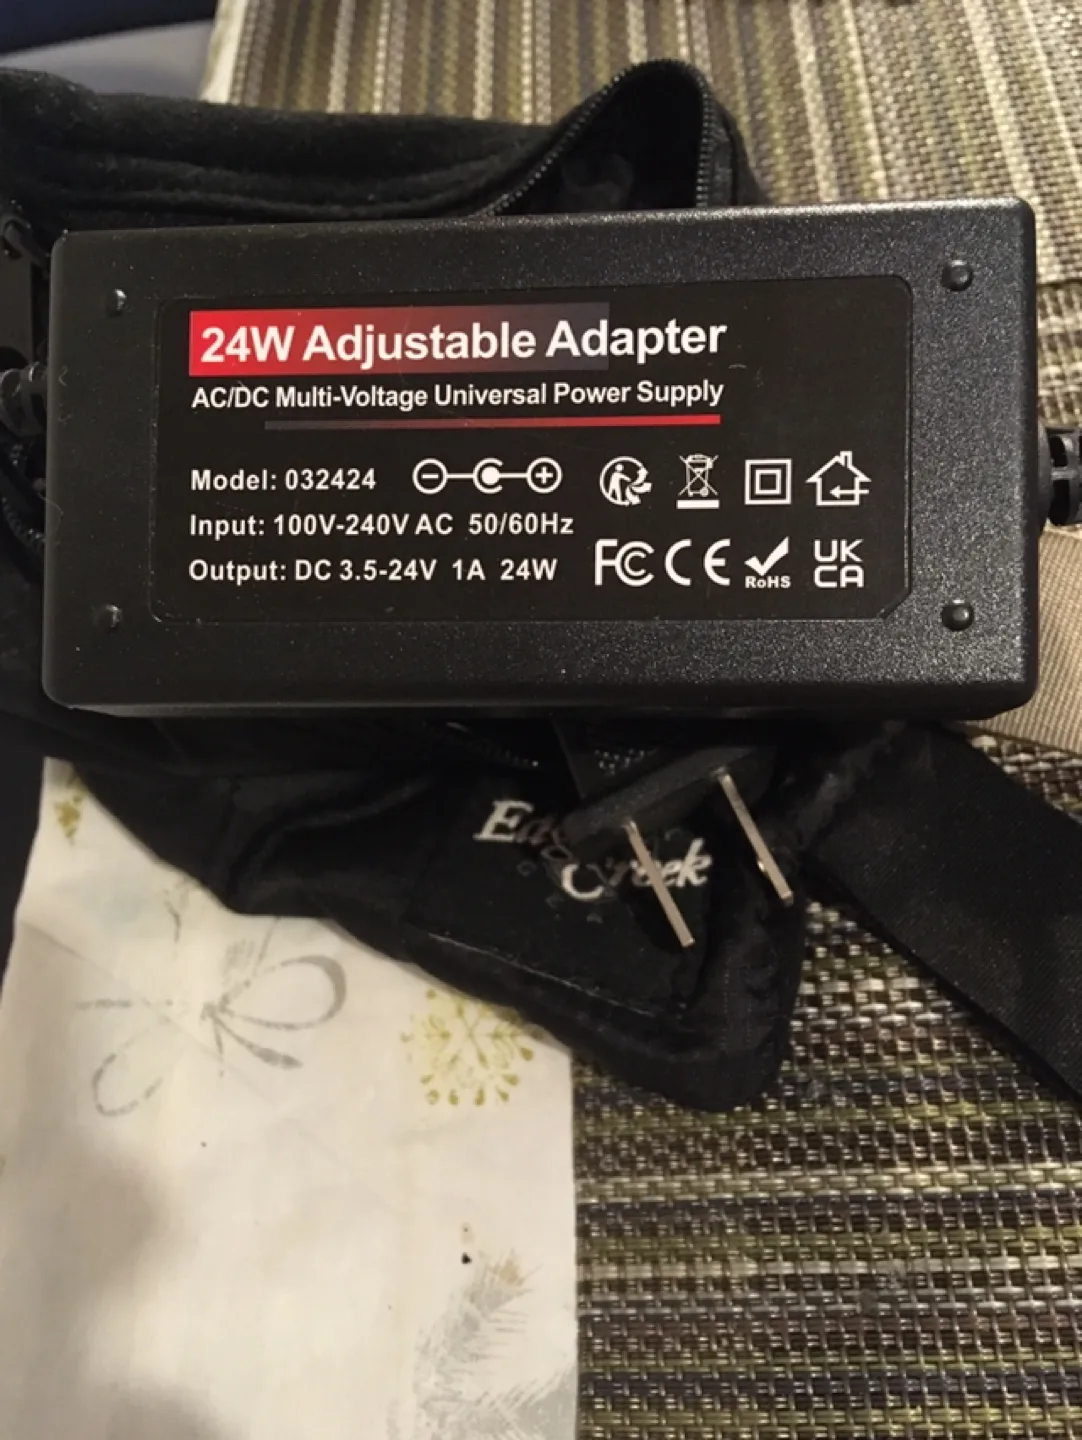 24W Adjustable Adapter
AC/DC Multi-Voltage Universal Power Supply
Model: 032424
Input: 100V-240V AC 50/60Hz
Output: DC 3.5-24V 1A 24W
FC CE RoHS UK CA
Creek